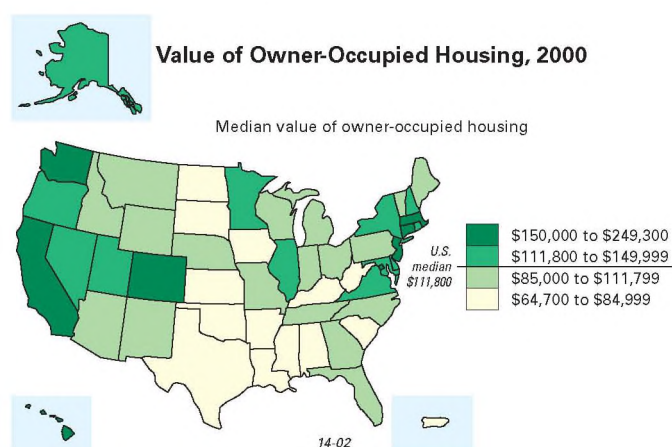 Value of Owner-Occupied Housing, 2000
Median value of owner-occupied housing
U.S.
median
$111,800
$150,000 to $249,300
$111,800 to $149,999
$85,000 to $111,799
$64,700 to $84,999
14-02